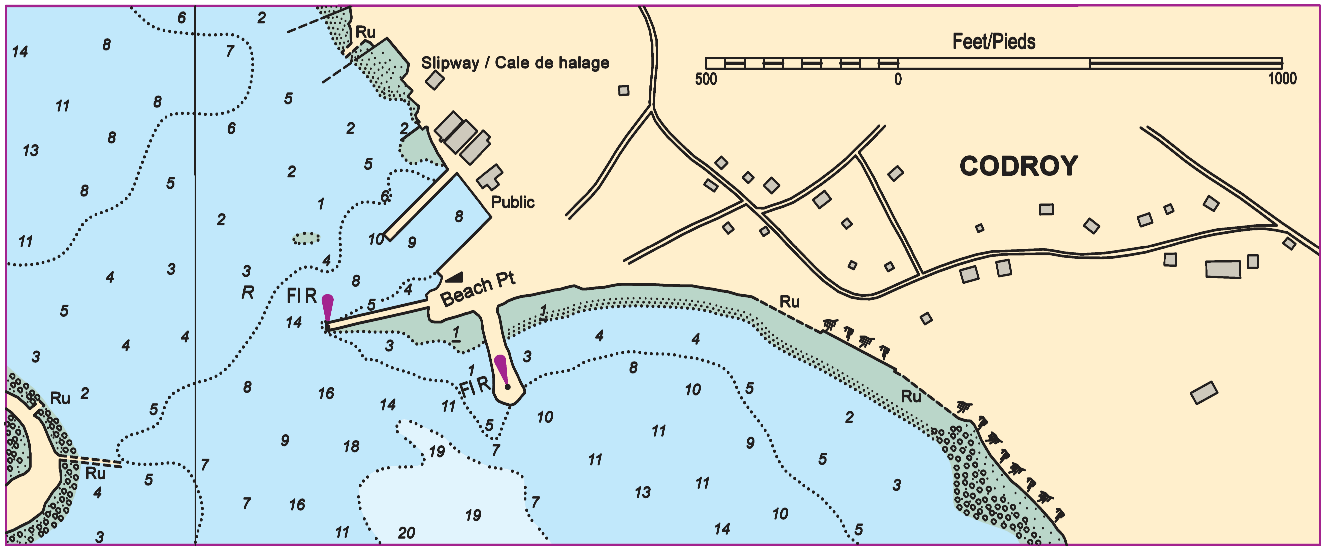 6 2
14 8 7 Ru
Slipway / Cale de halage
Feet/Pieds
500 0 1000
11 8 5
13 8 6 2 2
8 5 2 5
CODROY
2 1 6 8 Public
11 10 9
4 3 3 4 8 4
R Fl R 5 Beach Pt
5 14 1 1 Ru
3 4 4 3 3 4 4
1 8
2 8 16 Fl R 10 5
Ru 5 14 11 10 2 Ru
5
9 18 19 7 11 9
Ru 7 11 5
4 5 13 11 3
7 16 19 7 10
3 11 20 14 5